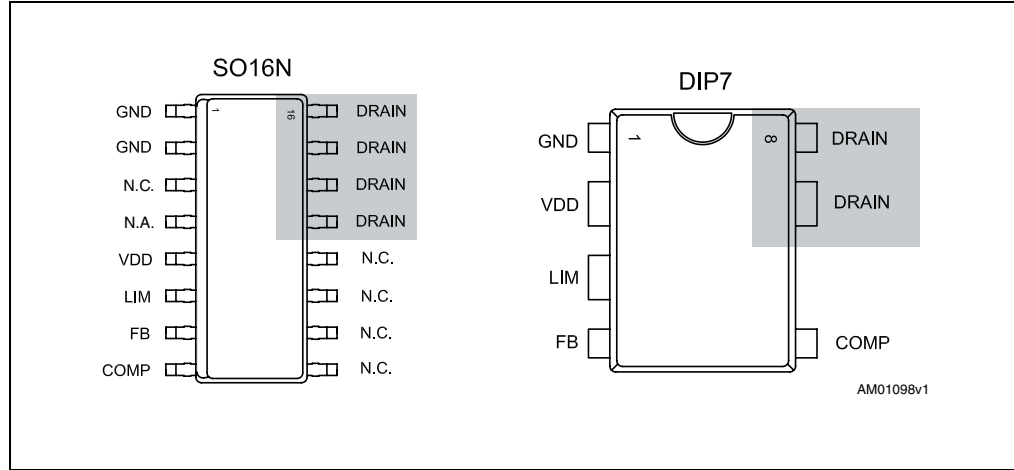 SO16N
GND 1 16 DRAIN
GND DRAIN
N.C. DRAIN
N.A. DRAIN
VDD N.C.
LIM N.C.
FB N.C.
COMP N.C.
DIP7
GND 1 8 DRAIN
VDD DRAIN
LIM
FB COMP
AM01098v1